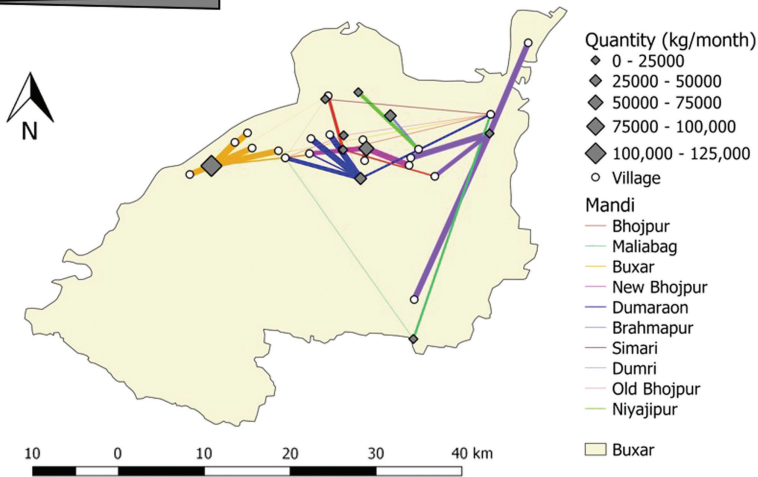 N
Quantity (kg/month)
0 - 25000
25000 - 50000
50000 - 75000
75000 - 100,000
100,000 - 125,000
Village
Mandi
Bhojpur
Maliabag
Buxar
New Bhojpur
Dumaraon
Brahmapur
Simari
Dumri
Old Bhojpur
Niyajipur
Buxar
10 0 10 20 30 40 km